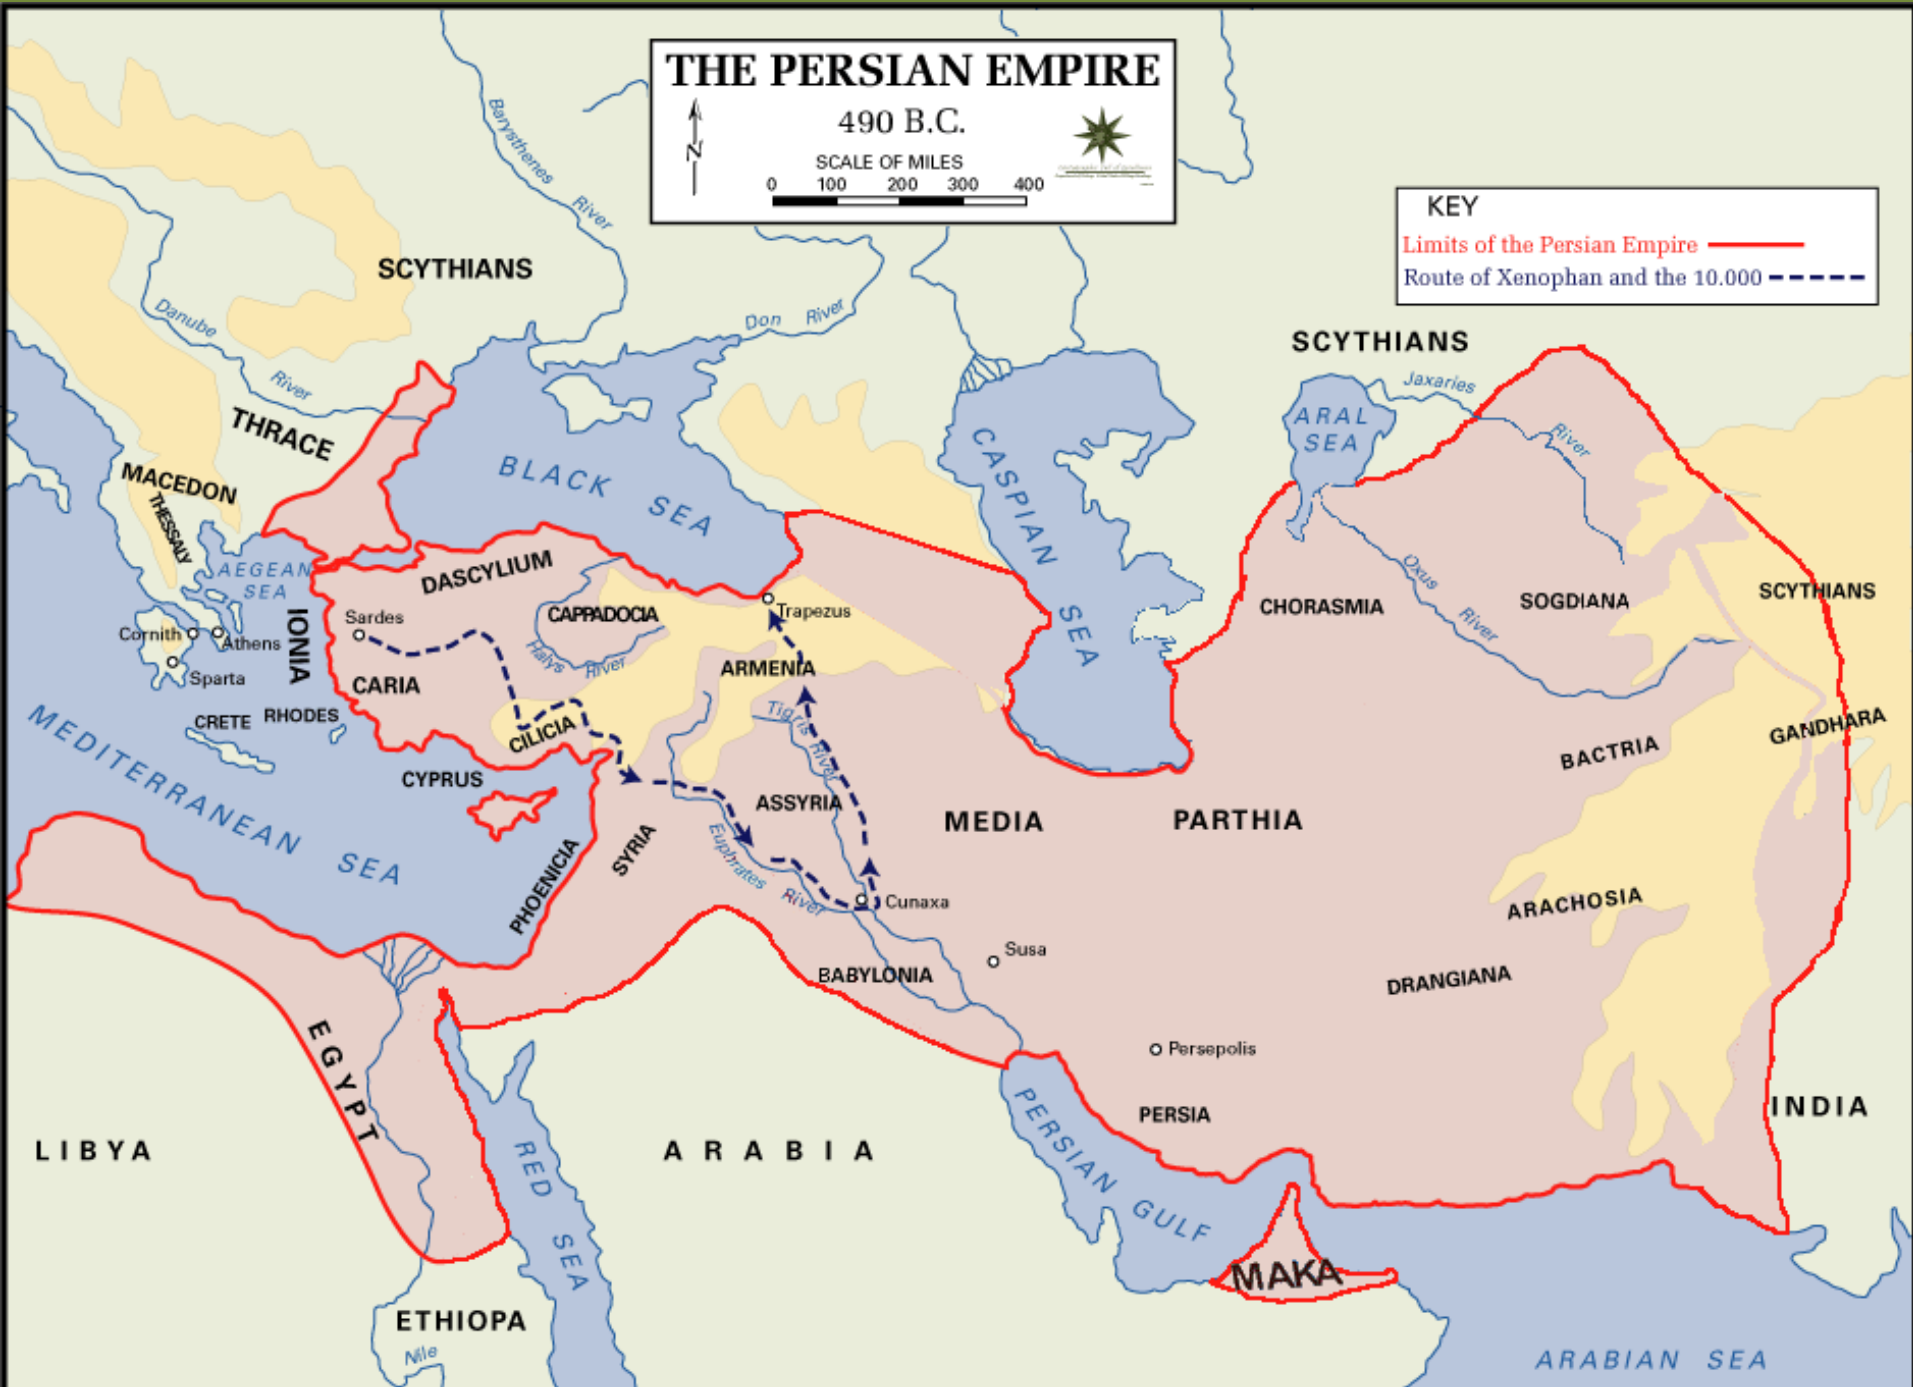 THE PERSIAN EMPIRE
490 B.C.
N
SCALE OF MILES
0 100 200 300 400
KEY
Limits of the Persian Empire
Route of Xenophan and the 10.000
Barysthenes River
SCYTHIANS
Danube River
Don River
SCYTHIANS
Jaxaries River
ARAL SEA
THRACE
MACEDON
THESSALY
BLACK SEA
CASPIAN SEA
AEGEAN SEA
DASCYLIUM
CAPPADOCIA
Halys River
Trapezus
CHORASMIA
Oxus River
SOGDIANA
SCYTHIANS
Cornith
Athens
Sparta
IONIA
Sardes
CARIA
ARMENIA
CRETE
RHODES
CILICIA
Tigris River
GANDHARA
BACTRIA
MEDITERRANEAN SEA
CYPRUS
ASSYRIA
MEDIA
PARTHIA
SYRIA
PHOENICIA
Euphrates River
Cunaxa
ARACHOSIA
Susa
BABYLONIA
DRANGIANA
EGYPT
Persepolis
PERSIA
INDIA
LIBYA
ARABIA
RED SEA
PERSIAN GULF
MAKA
ETHIOPA
Nile
ARABIAN SEA